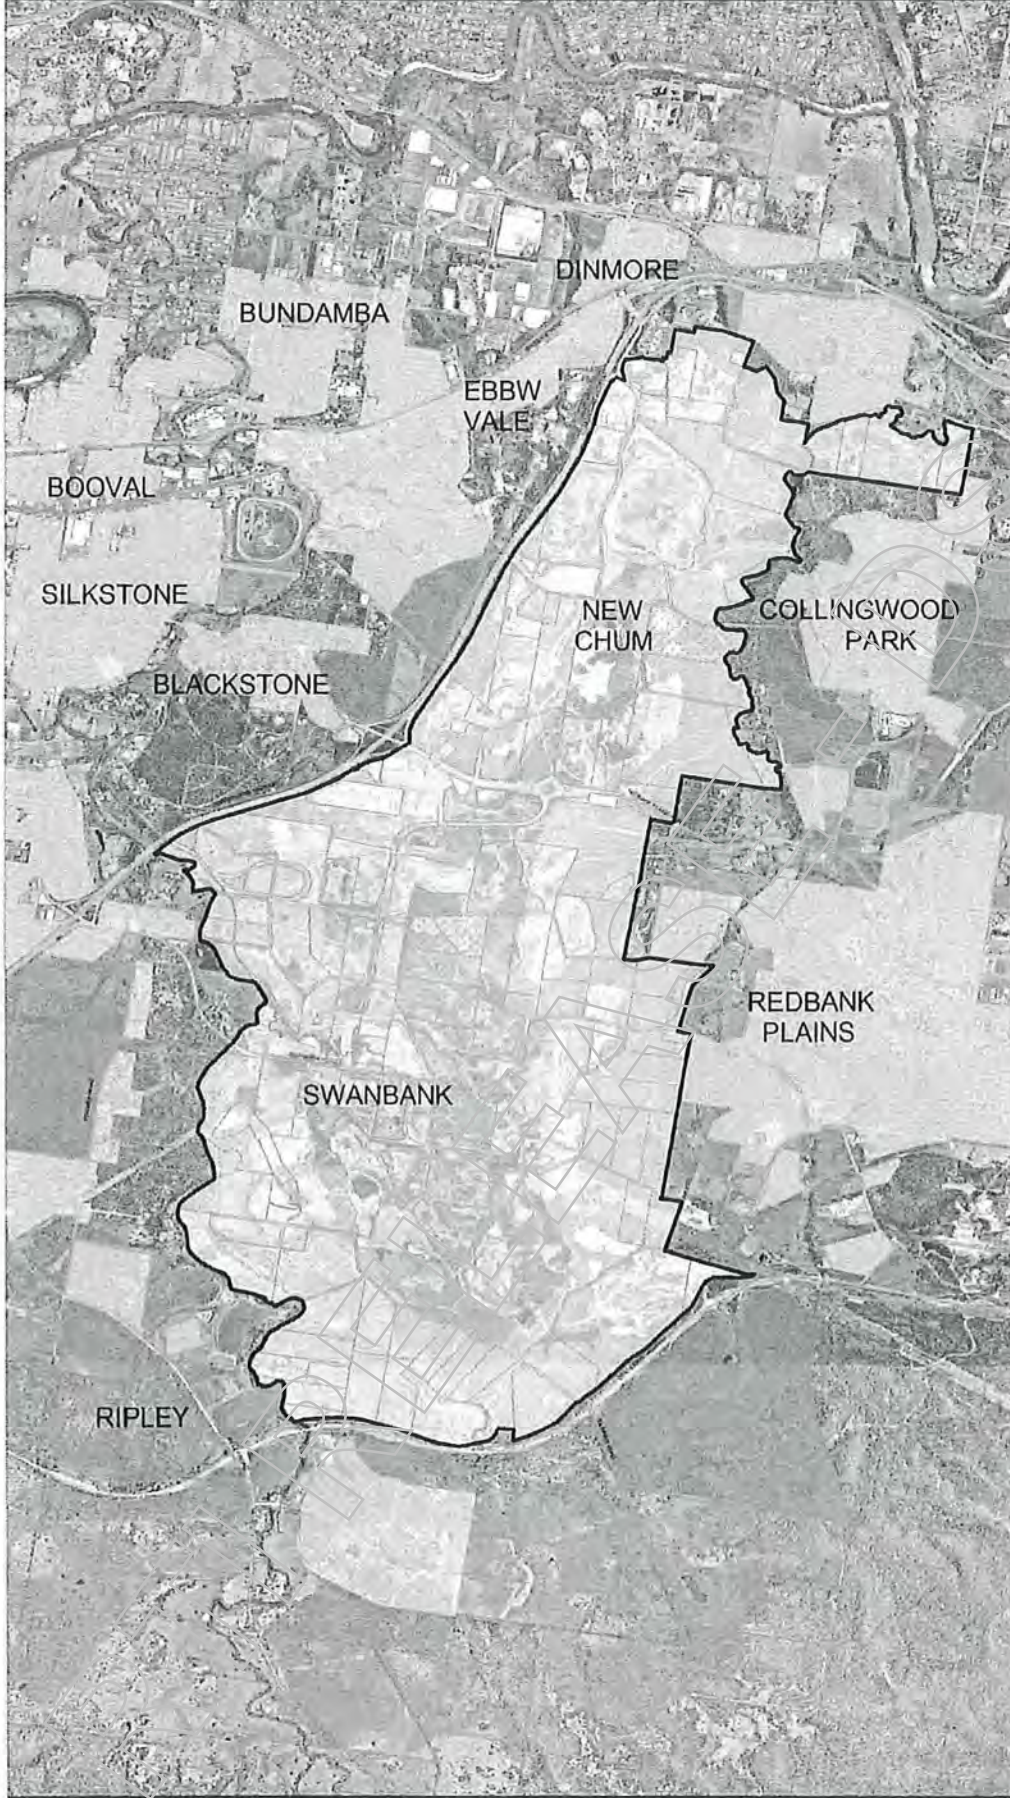 DINMORE
BUNDAMBA
EBBW
VALE
BOOVAL
SILKSTONE
NEW
CHUM
COLLINGWOOD
PARK
BLACKSTONE
REDBANK
PLAINS
SWANBANK
RIPLEY